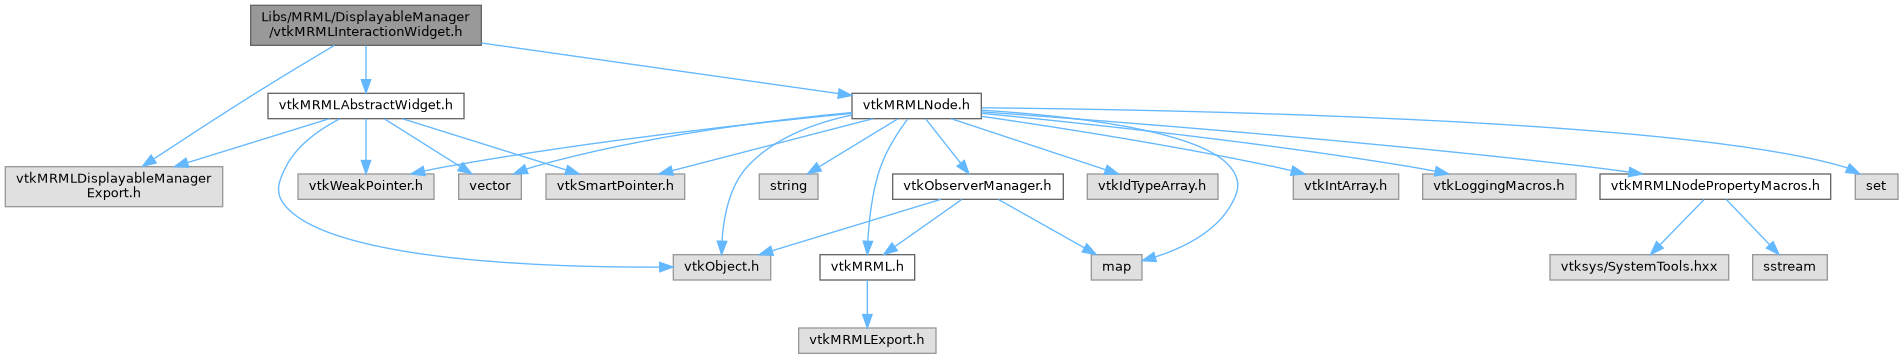 Libs/MRML/DisplayableManager
/vtkMRMLInteractionWidget.h
vtkMRMLAbstractWidget.h
vtkMRMLNode.h
vtkMRMLDisplayableManager
Export.h
vtkWeakPointer.h
vector
vtkSmartPointer.h
string
vtkObserverManager.h
vtkIdTypeArray.h
vtkIntArray.h
vtkLoggingMacros.h
vtkMRMLNodePropertyMacros.h
set
vtkObject.h
vtkMRML.h
map
vtksys/SystemTools.hxx
sstream
vtkMRMLExport.h